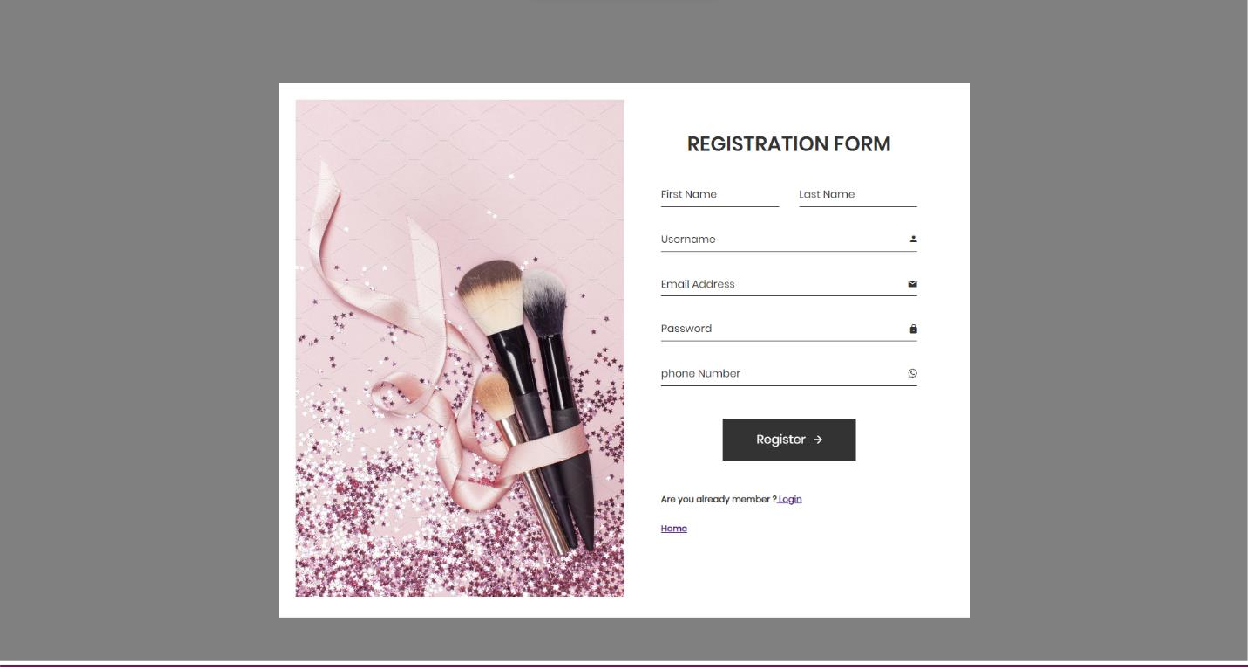 REGISTRATION FORM
First Name Last Name
Username
Email Address
Password
phone Number
Register →
Are you already member ? Login
Home